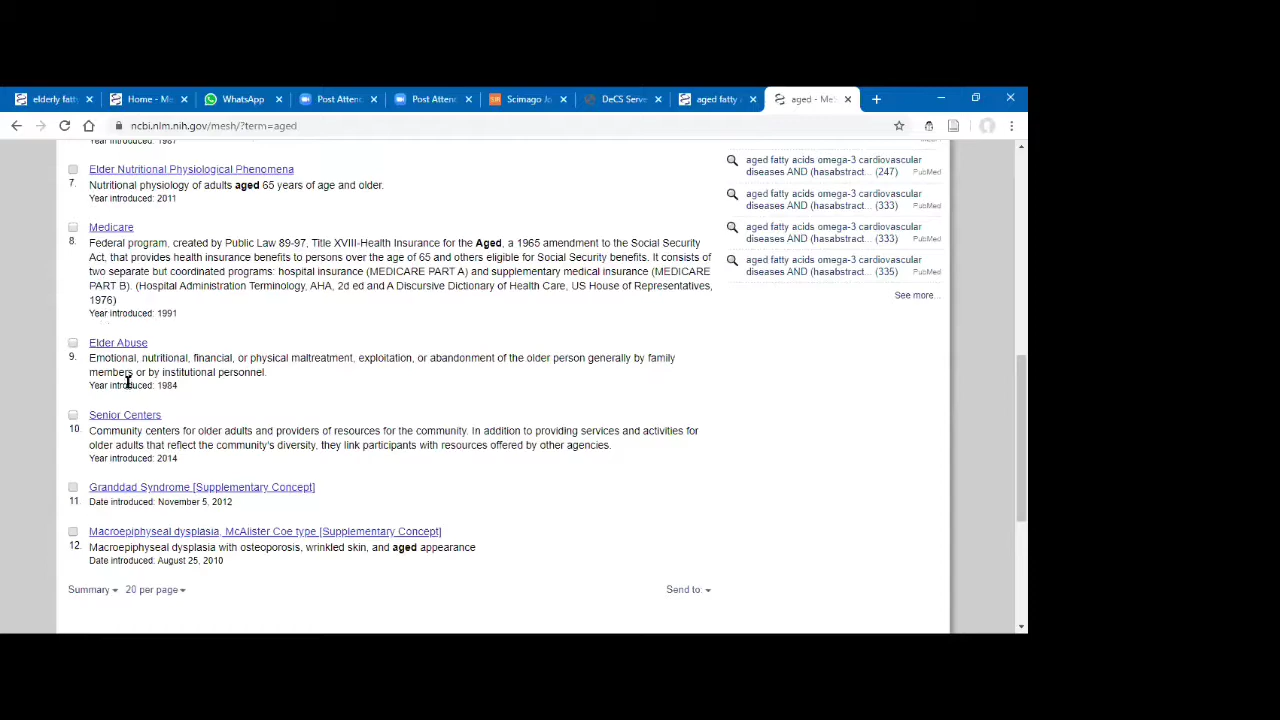 elderly fatty
Home - Me
WhatsApp
Post Attend
Post Attend
Scimago Jo
DeCS Serve
aged fatty
aged - MeS
ncbi.nlm.nih.gov/mesh/?term=aged
Year introduced: 1987
Elder Nutritional Physiological Phenomena
7. Nutritional physiology of adults aged 65 years of age and older.
Year introduced: 2011
Medicare
8. Federal program, created by Public Law 89-97, Title XVIII-Health Insurance for the Aged, a 1965 amendment to the Social Security
Act, that provides health insurance benefits to persons over the age of 65 and others eligible for Social Security benefits. It consists of
two separate but coordinated programs: hospital insurance (MEDICARE PART A) and supplementary medical insurance (MEDICARE
PART B). (Hospital Administration Terminology, AHA, 2d ed and A Discursive Dictionary of Health Care, US House of Representatives,
1976)
Year introduced: 1991
Elder Abuse
9. Emotional, nutritional, financial, or physical maltreatment, exploitation, or abandonment of the older person generally by family
members or by institutional personnel.
Year introduced: 1984
Senior Centers
10. Community centers for older adults and providers of resources for the community. In addition to providing services and activities for
older adults that reflect the community's diversity, they link participants with resources offered by other agencies.
Year introduced: 2014
Granddad Syndrome [Supplementary Concept]
11. Date introduced: November 5, 2012
Macroepiphyseal dysplasia, McAlister Coe type [Supplementary Concept]
12. Macroepiphyseal dysplasia with osteoporosis, wrinkled skin, and aged appearance
Date introduced: August 25, 2010
Summary 20 per page Send to:
aged fatty acids omega-3 cardiovascular
diseases AND (hasabstract... (247) PubMed
aged fatty acids omega-3 cardiovascular
diseases AND (hasabstract... (333) PubMed
aged fatty acids omega-3 cardiovascular
diseases AND (hasabstract... (333) PubMed
aged fatty acids omega-3 cardiovascular
diseases AND (hasabstract... (335) PubMed
See more...